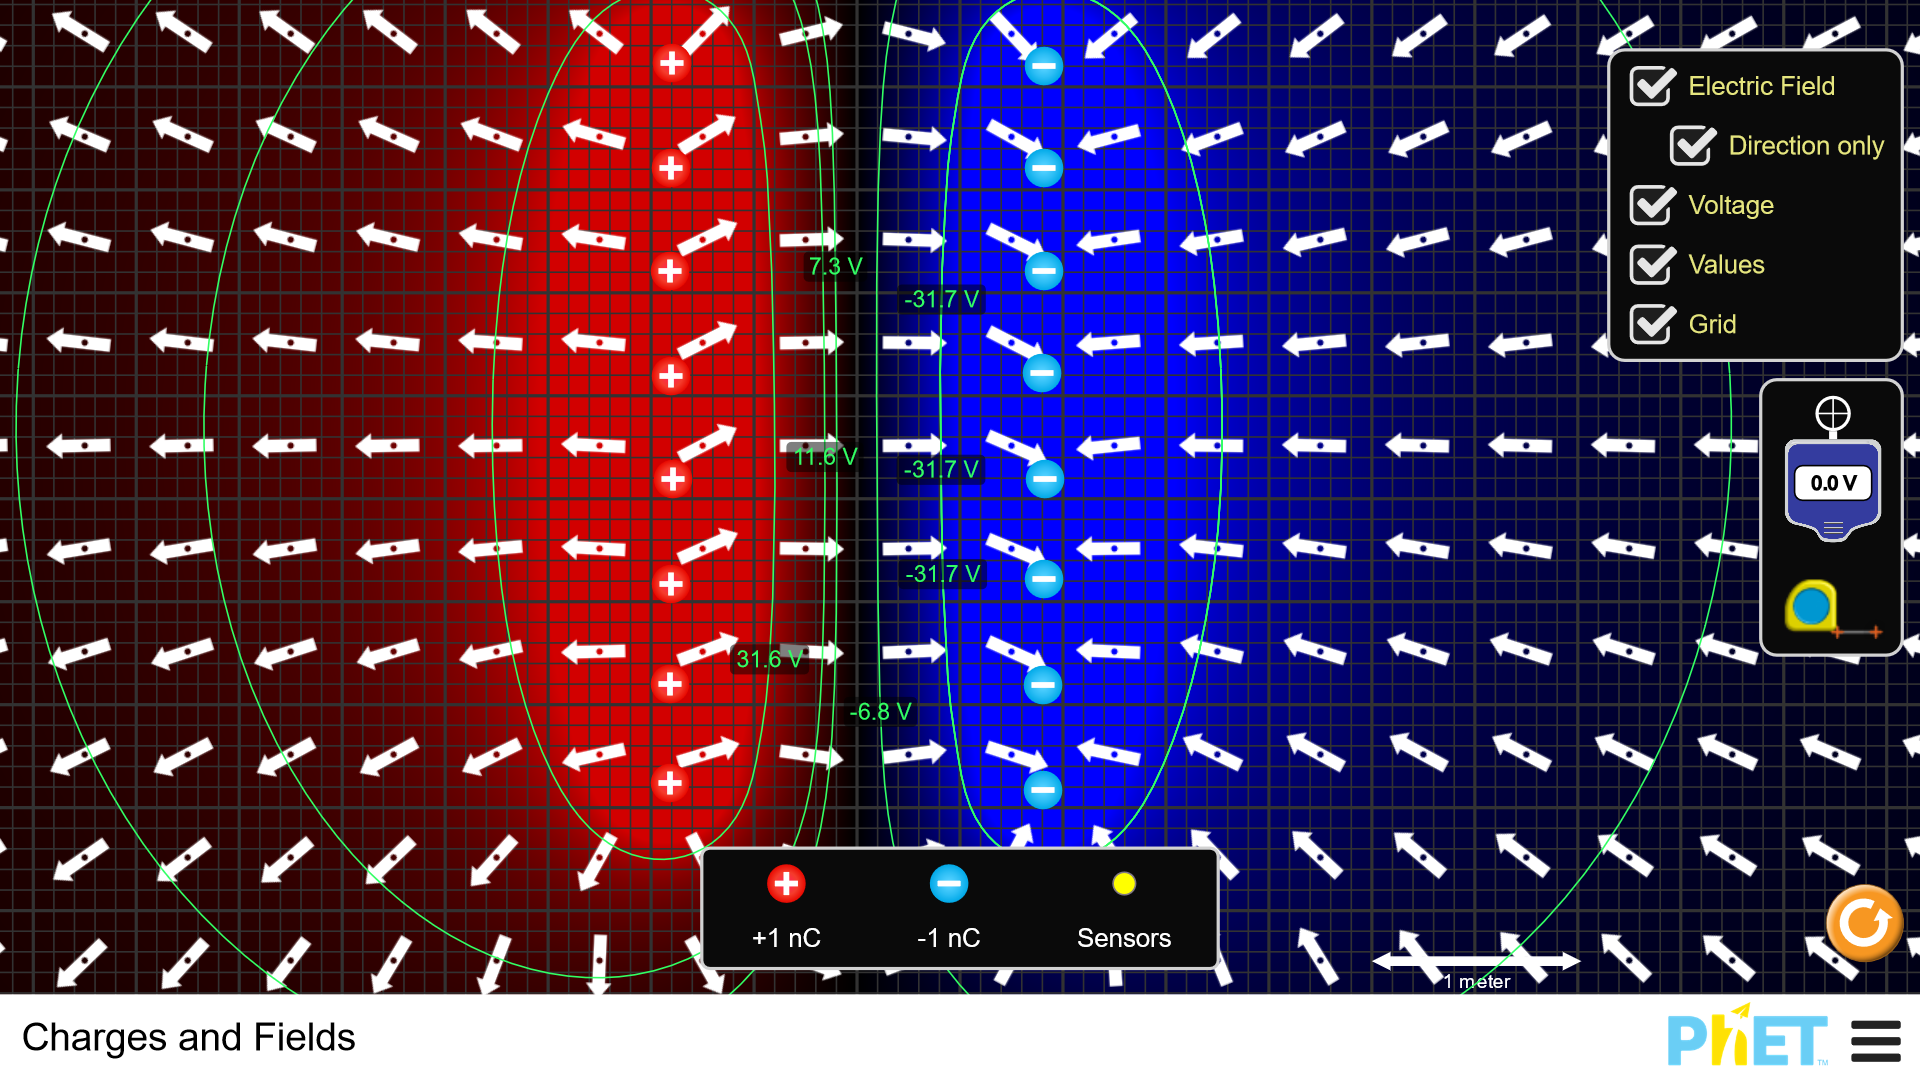 Electric Field
Direction only
Voltage
Values
Grid
7.3 V
-31.7 V
11.6 V
-31.7 V
0.0 V
-31.7 V
31.6 V
-6.8 V
+1 nC
-1 nC
Sensors
1 meter
Charges and Fields
PhET
TM